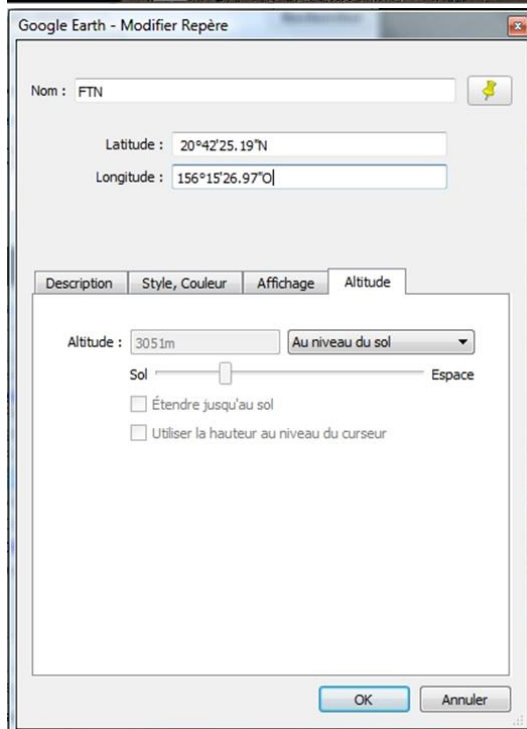 Google Earth - Modifier Repère
Nom : FTN
Latitude : 20°42'25.19"N
Longitude : 156°15'26.97"O
Description Style, Couleur Affichage Altitude
Altitude : 3051m Au niveau du sol
Sol Espace
Étendre jusqu'au sol
Utiliser la hauteur au niveau du curseur
OK Annuler